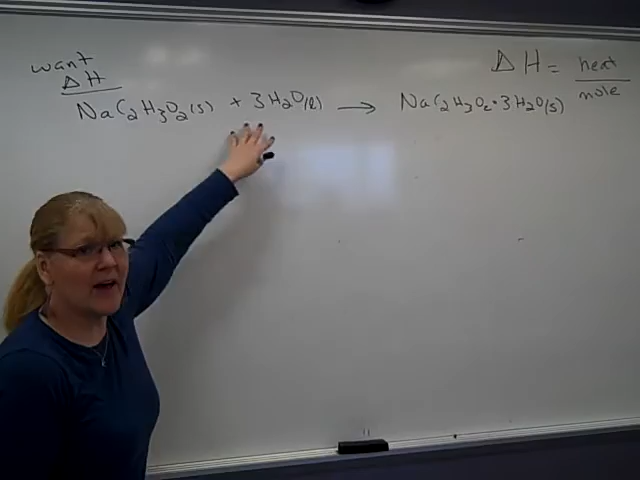 want
ΔH
NaC₂H₃O₂(s) + 3H₂O(l) ⟶ NaC₂H₃O₂•3H₂O(s)
ΔH = heat
mole